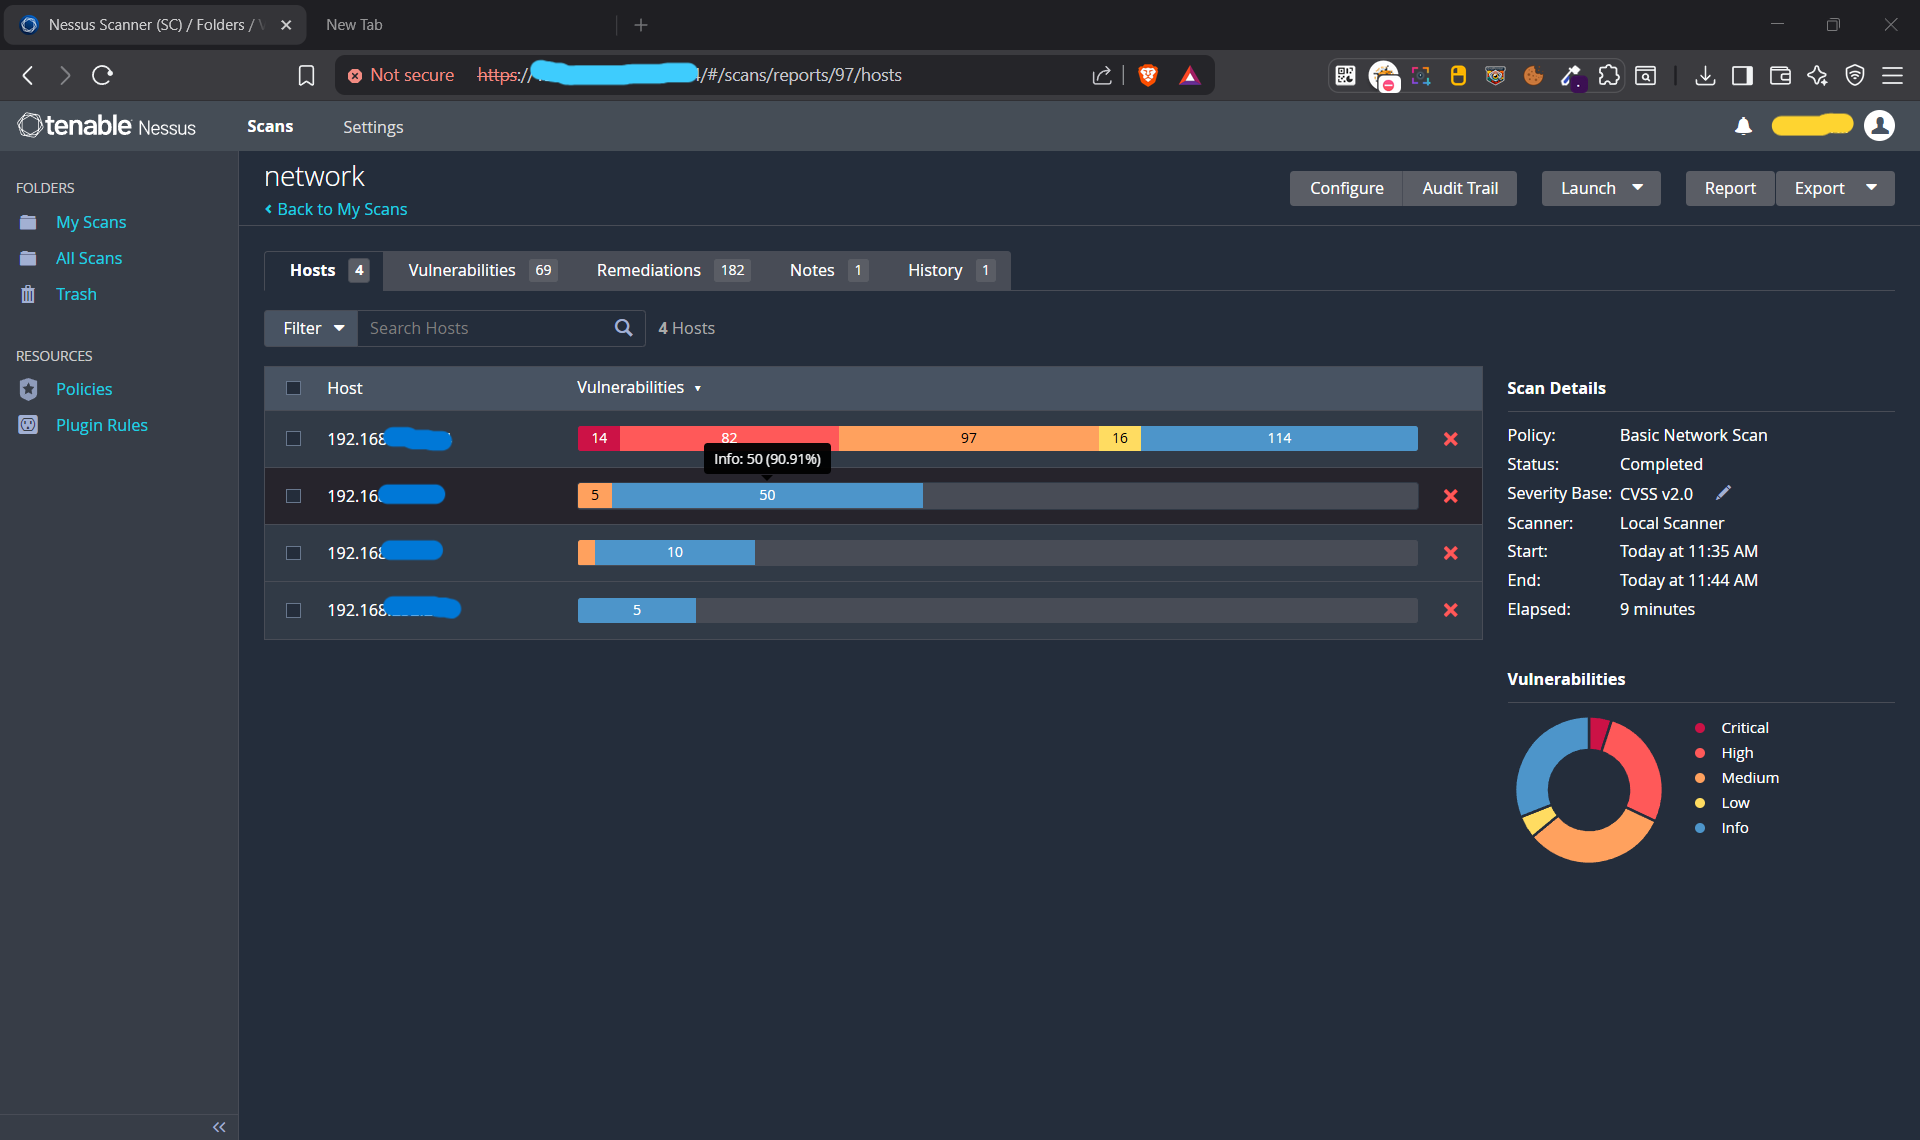 Nessus Scanner (SC) / Folders /
New Tab
Not secure https:// /#/scans/reports/97/hosts
tenable Nessus Scans Settings
FOLDERS
My Scans
All Scans
Trash
RESOURCES
Policies
Plugin Rules
network
Back to My Scans
Configure Audit Trail Launch Report Export
Hosts 4 Vulnerabilities 69 Remediations 182 Notes 1 History 1
Filter Search Hosts 4 Hosts
Host Vulnerabilities
192.168 14 82 97 16 114
Info: 50 (90.91%)
192.16 5 50
192.168 10
192.168. 5
Scan Details
Policy: Basic Network Scan
Status: Completed
Severity Base: CVSS v2.0
Scanner: Local Scanner
Start: Today at 11:35 AM
End: Today at 11:44 AM
Elapsed: 9 minutes
Vulnerabilities
Critical
High
Medium
Low
Info